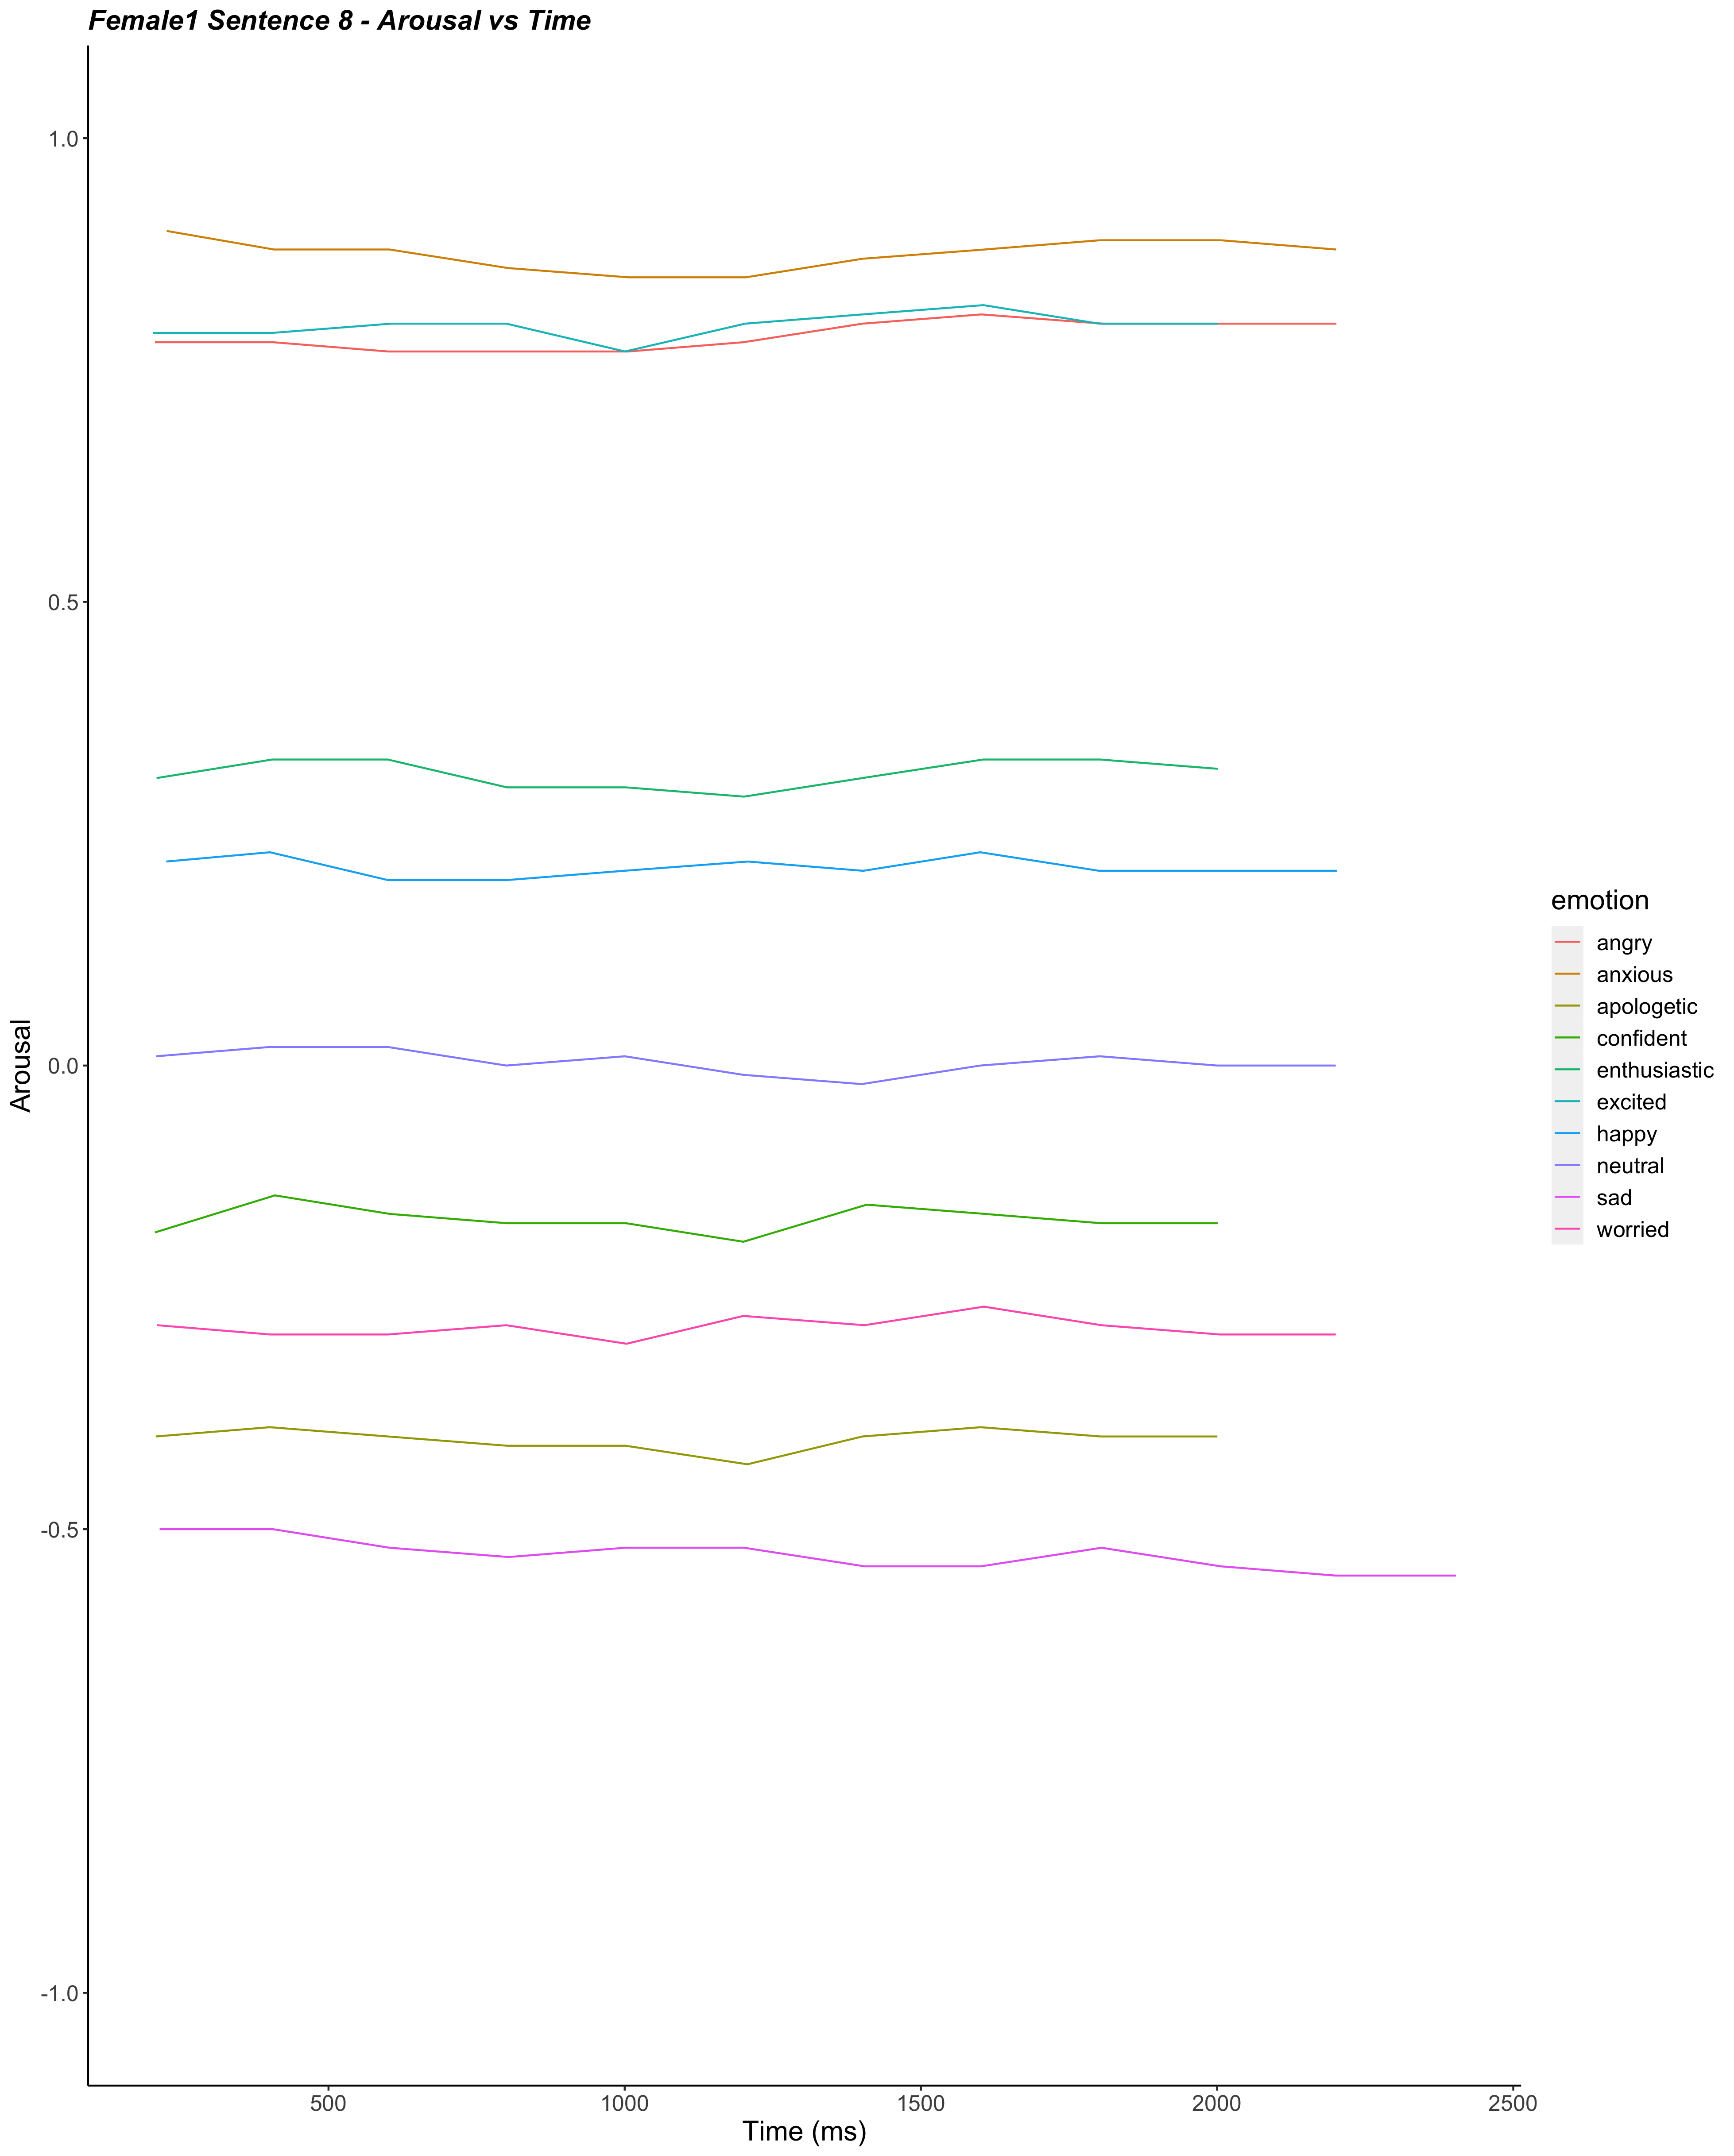 Female1 Sentence 8 - Arousal vs Time
1.0
0.5
0.0
-0.5
-1.0
Arousal
500
1000
1500
2000
2500
Time (ms)
emotion
angry
anxious
apologetic
confident
enthusiastic
excited
happy
neutral
sad
worried